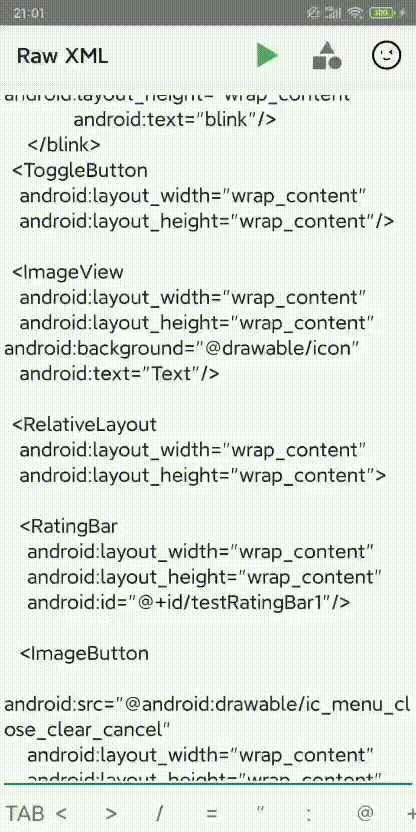 21:01
100
Raw XML
android:layout_height="wrap_content"
android:text="blink"/>
</blink>
<ToggleButton
android:layout_width="wrap_content"
android:layout_height="wrap_content"/>
<ImageView
android:layout_width="wrap_content"
android:layout_height="wrap_content"
android:background="@drawable/icon"
android:text="Text"/>
<RelativeLayout
android:layout_width="wrap_content"
android:layout_height="wrap_content">
<RatingBar
android:layout_width="wrap_content"
android:layout_height="wrap_content"
android:id="@+id/testRatingBar1"/>
<ImageButton
android:src="@android:drawable/ic_menu_cl
ose_clear_cancel"
android:layout_width="wrap_content"
android:layout_height="wrap_content"
TAB < > / = " : @ +